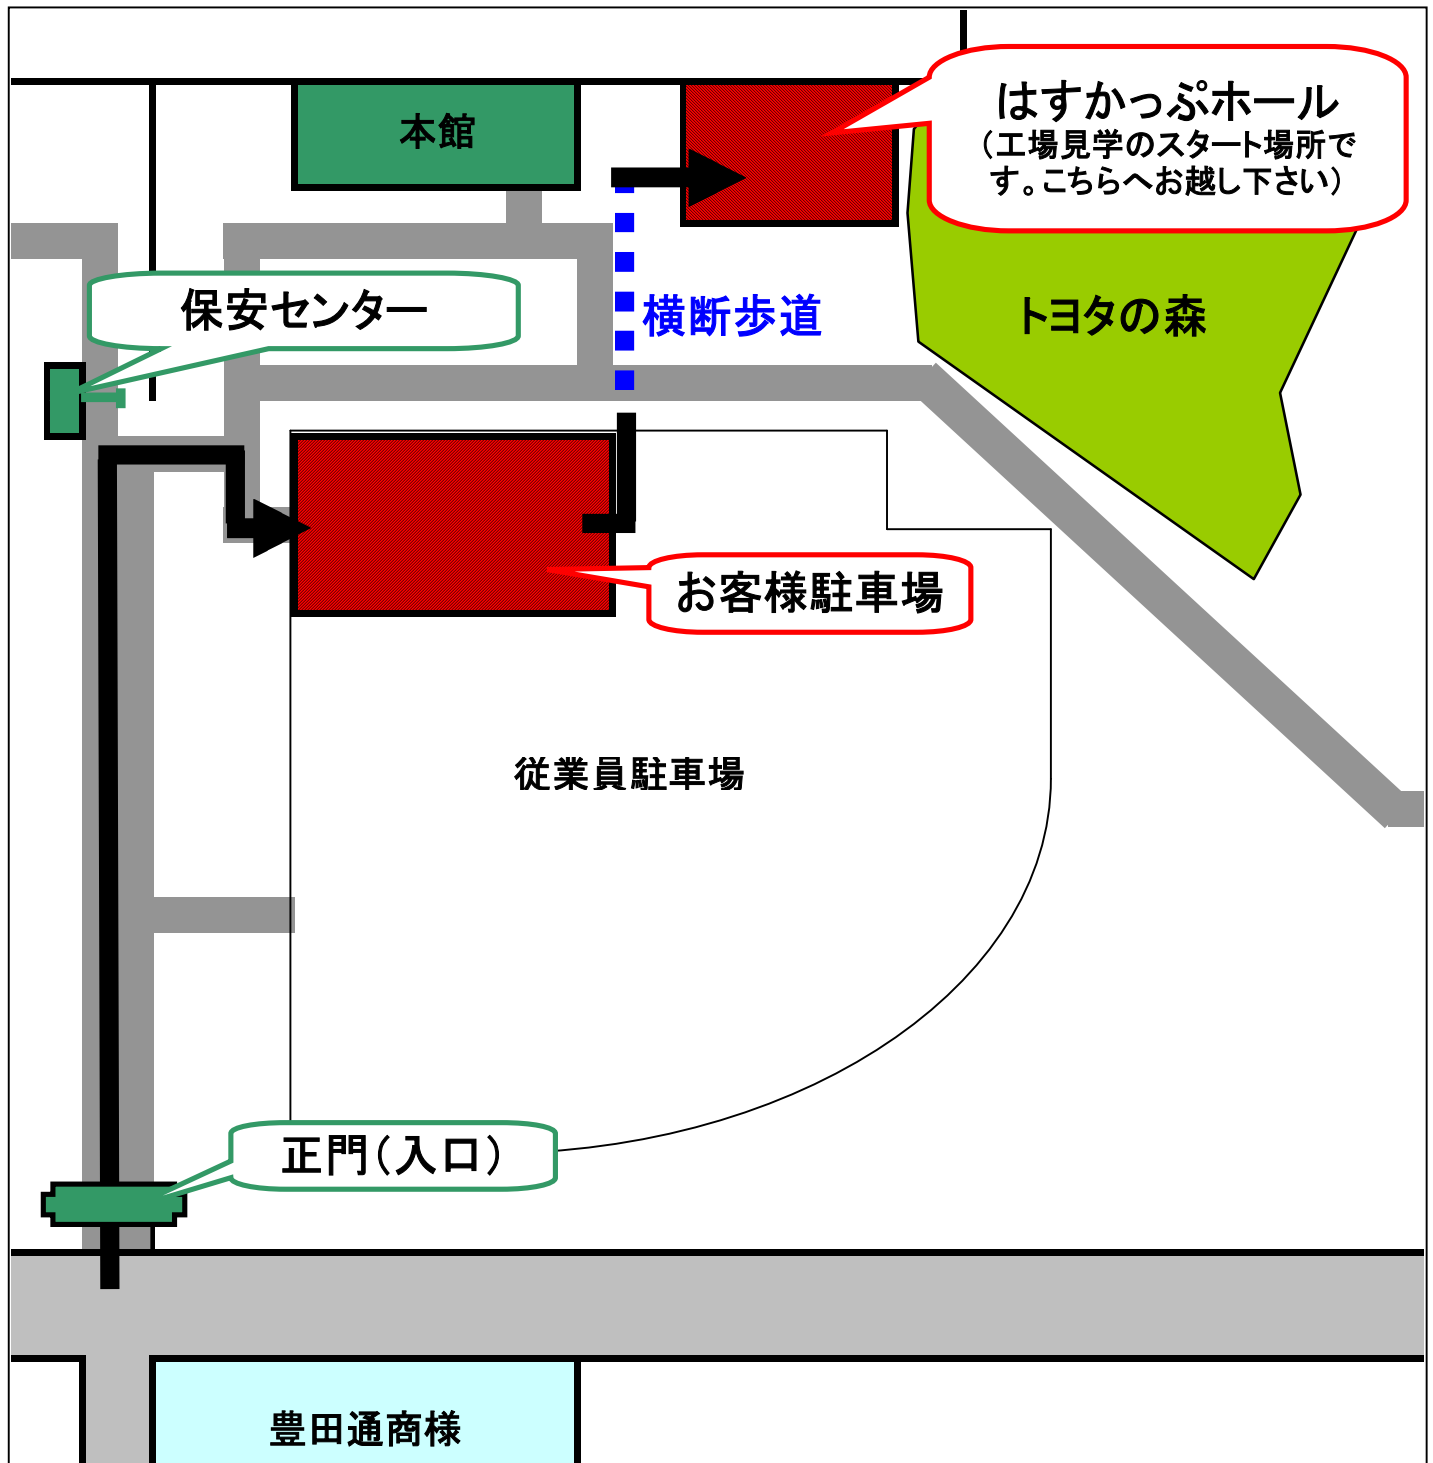 本館
はすかっぷホール
（工場見学のスタート場所で
す。こちらへお越し下さい）
保安センター
横断歩道
トヨタの森
お客様駐車場
従業員駐車場
正門（入口）
豊田通商様